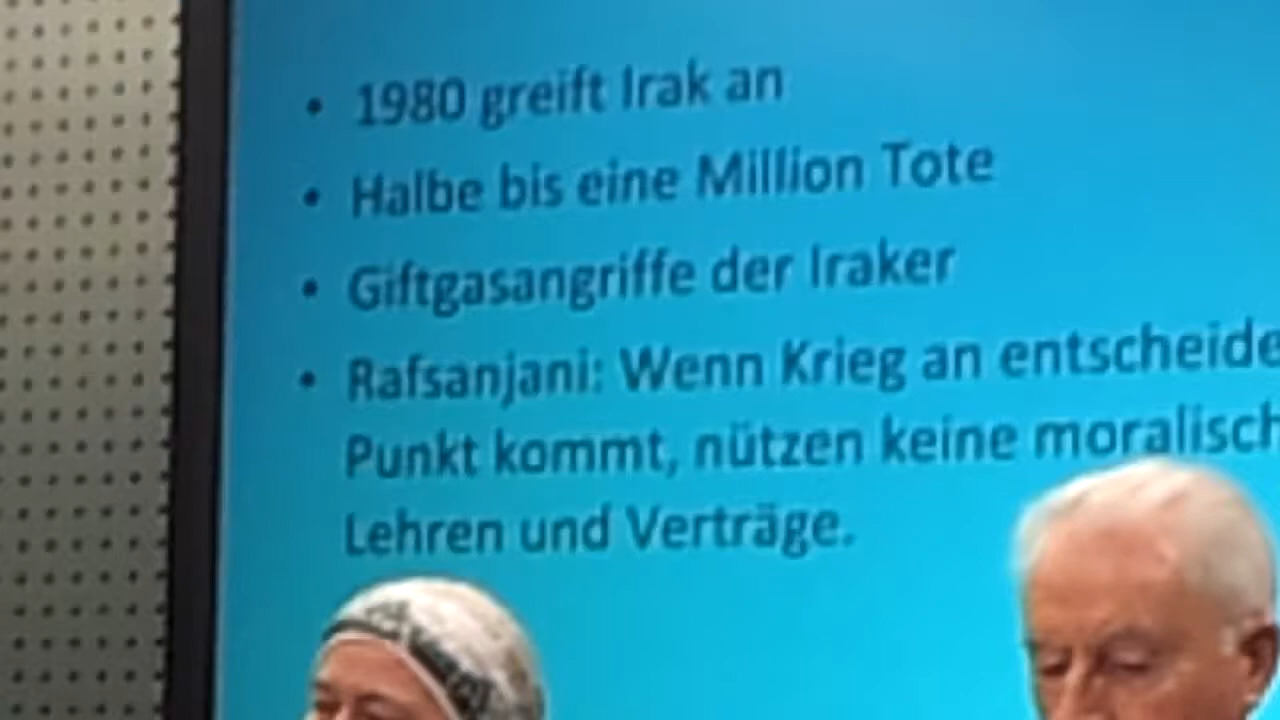 • 1980 greift Irak an
• Halbe bis eine Million Tote
• Giftgasangriffe der Iraker
• Rafsanjani: Wenn Krieg an entscheide
Punkt kommt, nützen keine moralisch
Lehren und Verträge.